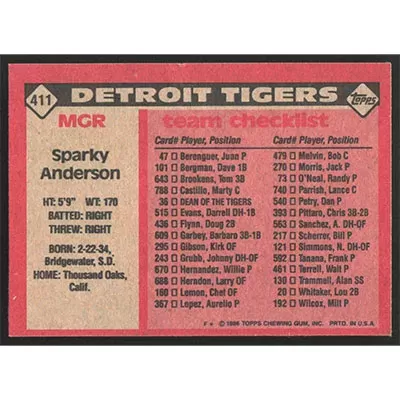 411 DETROIT TIGERS Topps
MGR
Sparky
Anderson
HT: 5'9" WT: 170
BATTED: RIGHT
THREW: RIGHT
BORN: 2-22-34,
Bridgewater, S.D.
HOME: Thousand Oaks,
Calif.
team checklist
Card# Player, Position
47 □ Berenguer, Juan P
101 □ Bergman, Dave 1B
643 □ Brookens, Tom 3B
788 □ Castillo, Marty C
36 □ DEAN OF THE TIGERS
515 □ Evans, Darrell DH-1B
436 □ Flynn, Doug 2B
609 □ Garbey, Barbaro 1B-OF
295 □ Gibson, Kirk OF
243 □ Grubb, Johnny DH-OF
670 □ Hernandez, Willie P
688 □ Herndon, Larry OF
160 □ Lemon, Chet OF
367 □ Lopez, Aurelio P
Card# Player, Position
479 □ Melvin, Bob C
270 □ Morris, Jack P
73 □ O'Neal, Randy P
740 □ Parrish, Lance C
540 □ Petry, Dan P
393 □ Pittaro, Chris 3B-2B
563 □ Sanchez, A. DH-OF
217 □ Scherrer, Bill P
121 □ Simmons, N. DH-OF
592 □ Tanana, Frank P
461 □ Terrell, Walt P
130 □ Trammell, Alan SS
20 □ Whitaker, Lou 2B
192 □ Wilcox, Milt P
© 1986 TOPPS CHEWING GUM, INC. PRTD. IN U.S.A.